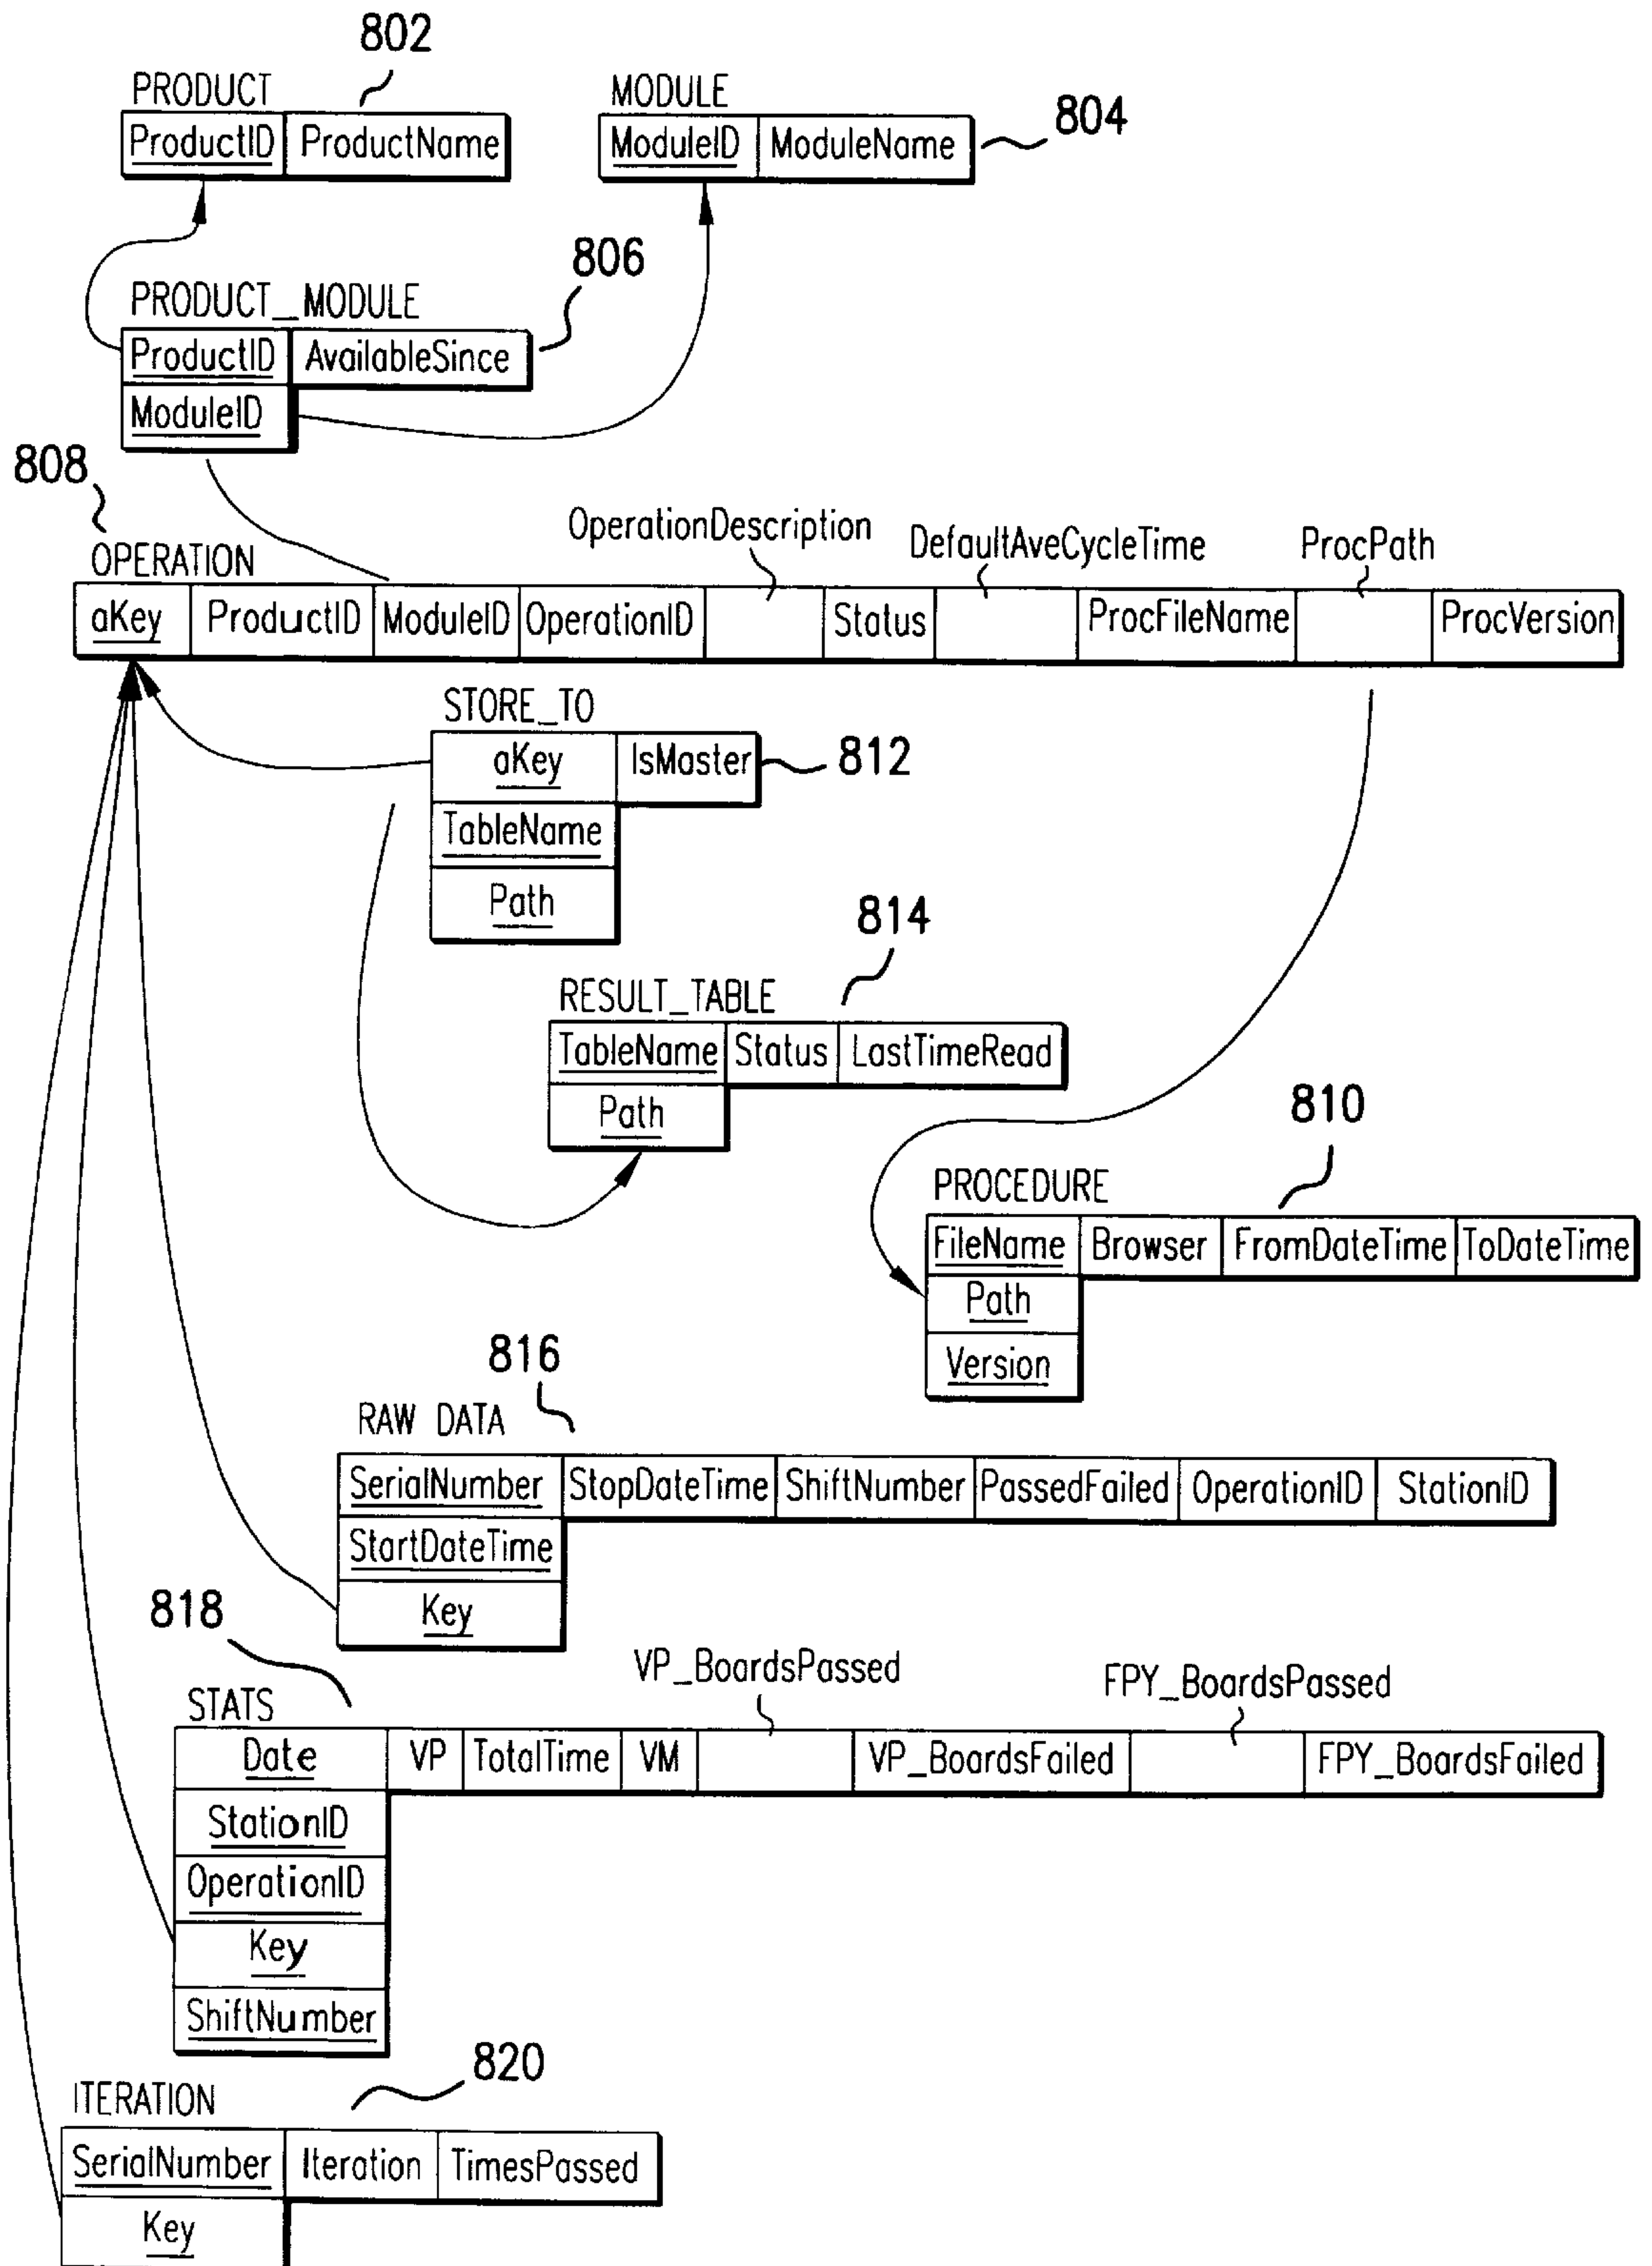 802
PRODUCT
ProductID ProductName
MODULE
ModuleID ModuleName
804
806
PRODUCT_MODULE
ProductID AvailableSince
ModuleID
808
OPERATION
OperationDescription
DefaultAveCycleTime
ProcPath
aKey ProductID ModuleID OperationID Status ProcFileName ProcVersion
STORE_TO
aKey IsMaster
812
TableName
Path
814
RESULT_TABLE
TableName Status LastTimeRead
Path
810
PROCEDURE
FileName Browser FromDateTime ToDateTime
Path
Version
816
RAW DATA
SerialNumber StopDateTime ShiftNumber PassedFailed OperationID StationID
StartDateTime
Key
818
VP_BoardsPassed
FPY_BoardsPassed
STATS
Date VP TotalTime VM VP_BoardsFailed FPY_BoardsFailed
StationID
OperationID
Key
ShiftNumber
820
ITERATION
SerialNumber Iteration TimesPassed
Key